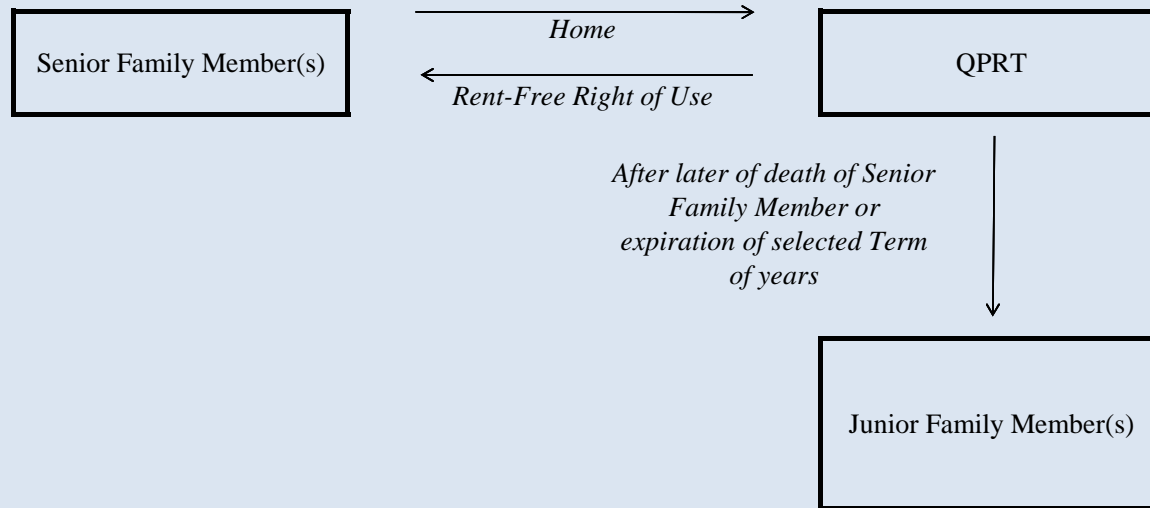 Home
Senior Family Member(s)
QPRT
Rent-Free Right of Use
After later of death of Senior
Family Member or
expiration of selected Term
of years
Junior Family Member(s)